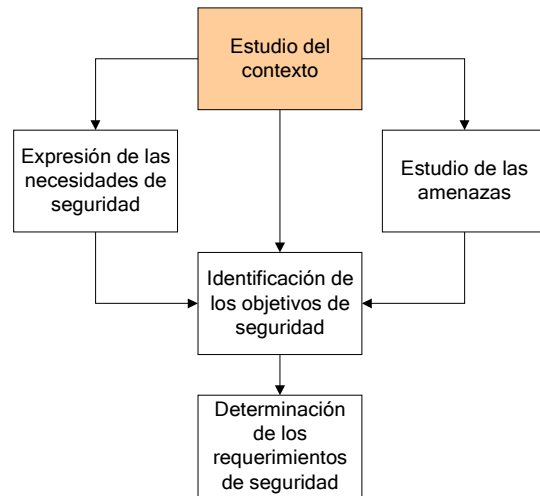 Estudio del
contexto
Expresión de las
necesidades de
seguridad
Estudio de las
amenazas
Identificación de
los objetivos de
seguridad
Determinación
de los
requerimientos
de seguridad